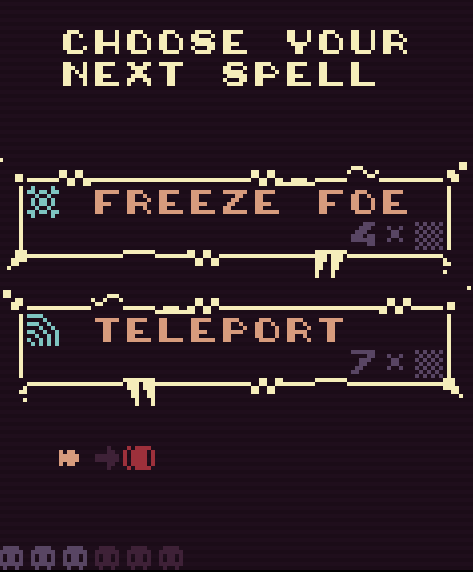 CHOOSE YOUR
NEXT SPELL
FREEZE FOE
4×
TELEPORT
7×